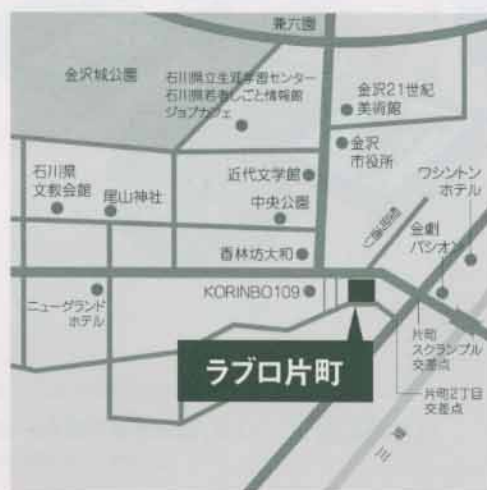 兼六園
金沢城公園
石川県立生涯学習センター
石川県若者しごと情報館
ジョブカフェ
金沢21世紀
美術館
金沢
市役所
石川県
文教会館
尾山神社
近代文学館
中央公園
ワシントン
ホテル
金劇
パシオン
香林坊大和
ニューグランド
ホテル
KORINBO109
ラブロ片町
片町
スクランブル
交差点
片町2丁目
交差点
犀川